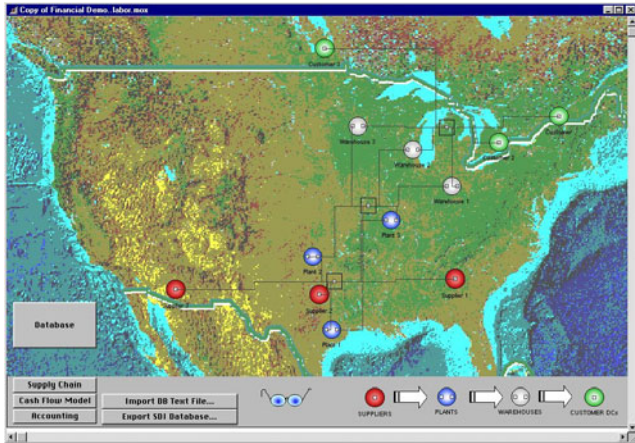 Copy of Financial Demo..labor.mox
Customer 3
Customer
Warehouse 3
Warehouse 2
Customer 2
Warehouse 1
Plant 3
Plant 2
Supplier 1
Supplier 2
Plant 1
Database
Supply Chain
Cash Flow Model
Accounting
Import DB Text File...
Export SDI Database...
SUPPLIERS
PLANTS
WAREHOUSES
CUSTOMER DCs